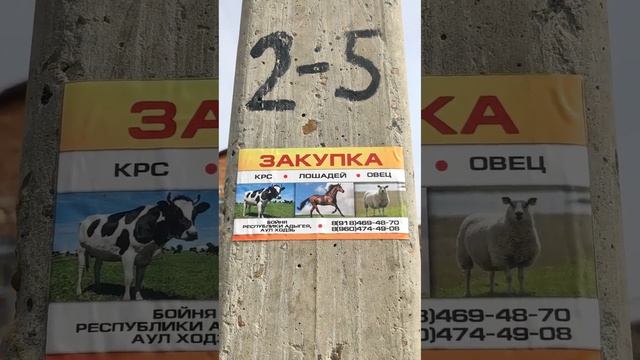 2-5
ЗАКУПКА
КРС • ЛОШАДЕЙ • ОВЕЦ
БОЙНЯ
РЕСПУБЛИКИ АДЫГЕЯ,
АУЛ ХОДЗЬ
8(918)469-48-70
8(960)474-49-08